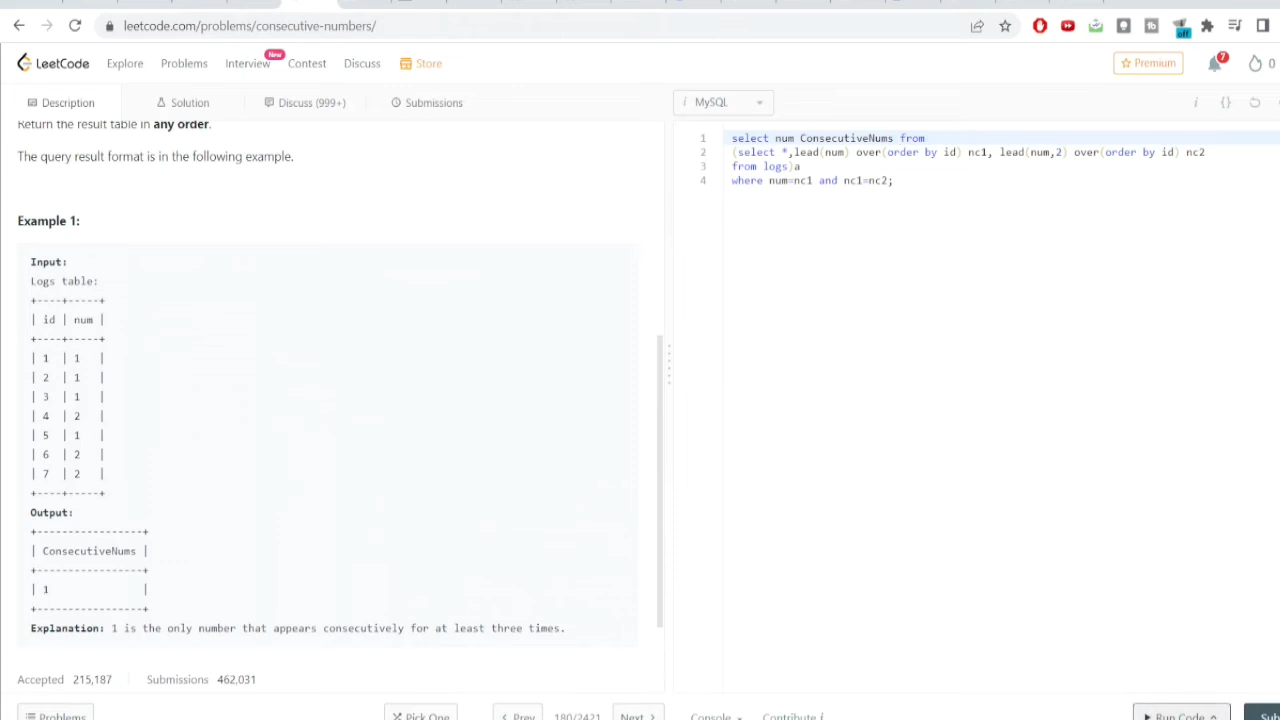 leetcode.com/problems/consecutive-numbers/
off
LeetCode Explore Problems Interview New Contest Discuss Store Premium 7 0
Description Solution Discuss (999+) Submissions
i MySQL i {}
Return the result table in any order.
The query result format is in the following example.
Example 1:
Input:
Logs table:
+----+-----+
| id | num |
+----+-----+
| 1 | 1 |
| 2 | 1 |
| 3 | 1 |
| 4 | 2 |
| 5 | 1 |
| 6 | 2 |
| 7 | 2 |
+----+-----+
Output:
+-----------------+
| ConsecutiveNums |
+-----------------+
| 1 |
+-----------------+
Explanation: 1 is the only number that appears consecutively for at least three times.
Accepted 215,187 Submissions 462,031
1 select num ConsecutiveNums from
2 (select *,lead(num) over(order by id) nc1, lead(num,2) over(order by id) nc2
3 from logs)a
4 where num=nc1 and nc1=nc2;
Problems Pick One Prev 180/2421 Next Console Contribute i Run Code Su